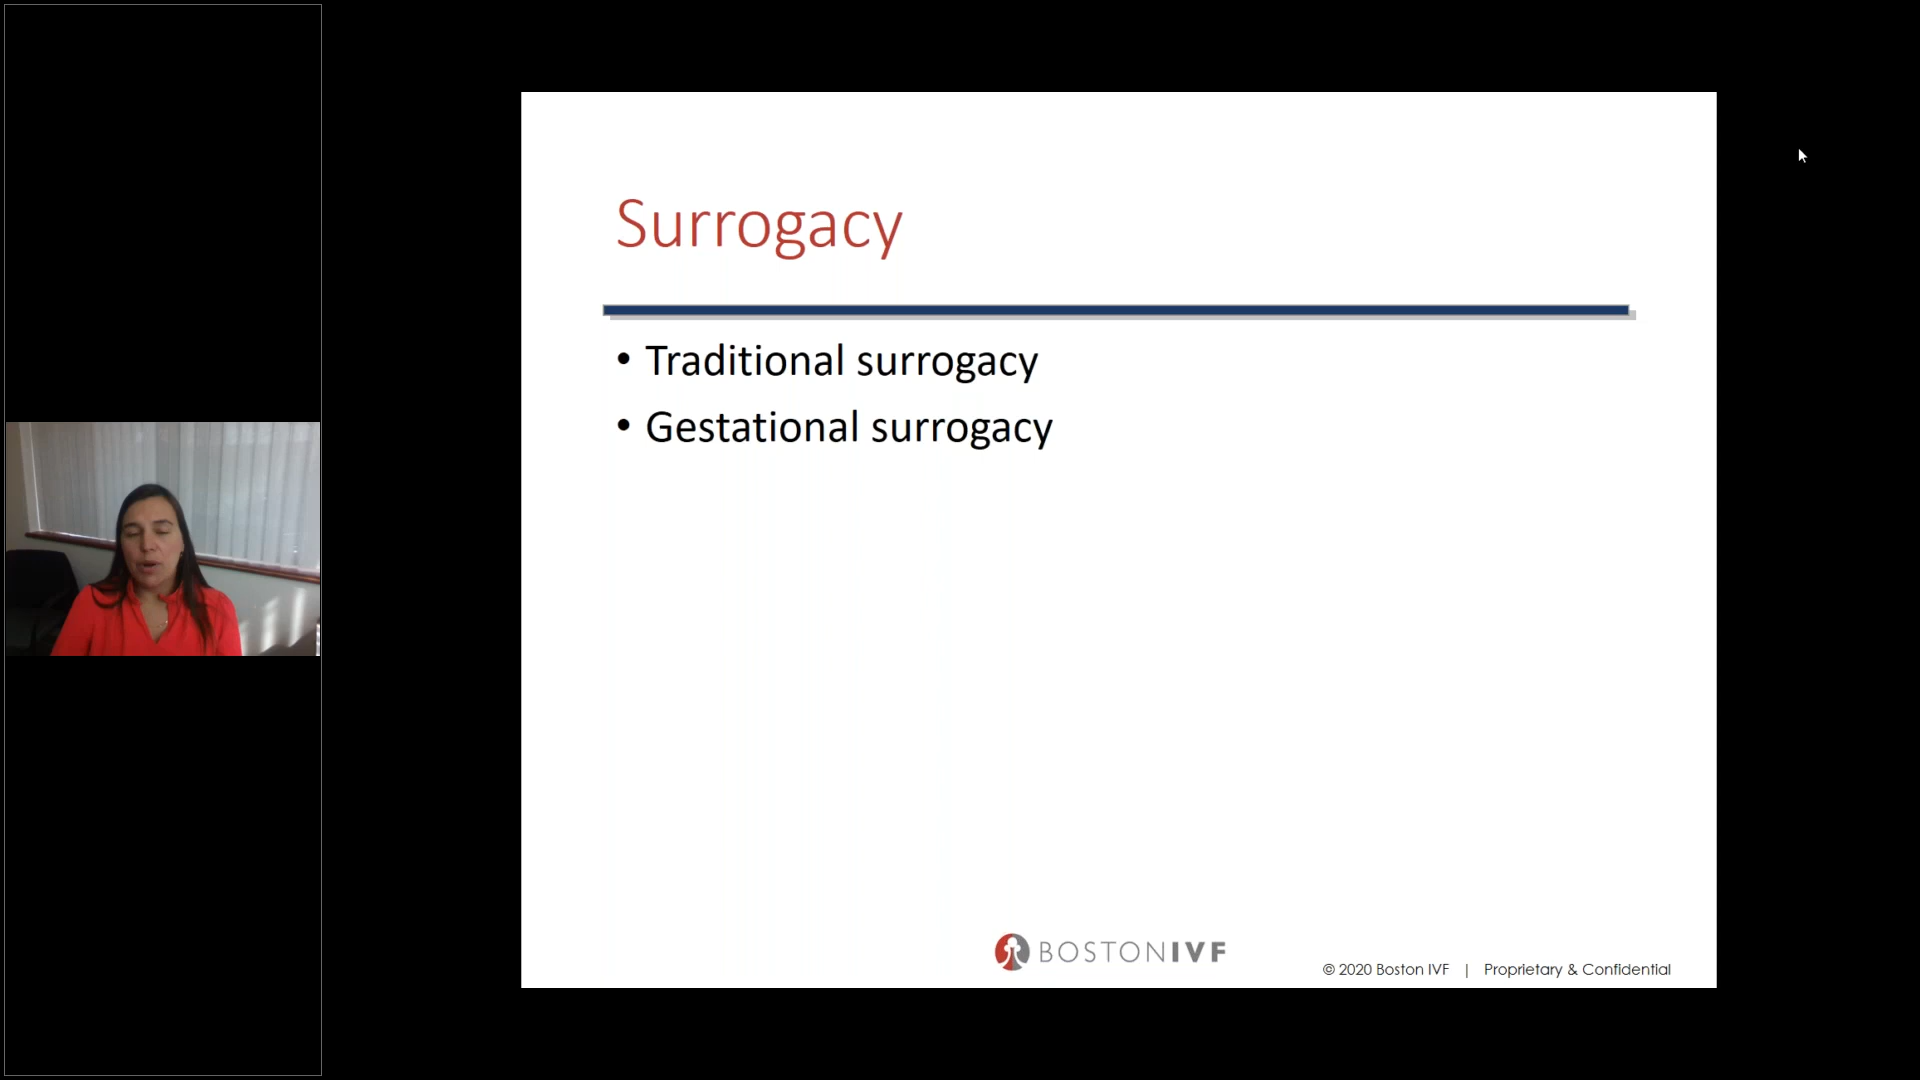 Surrogacy
• Traditional surrogacy
• Gestational surrogacy
BOSTONIVF
© 2020 Boston IVF | Proprietary & Confidential